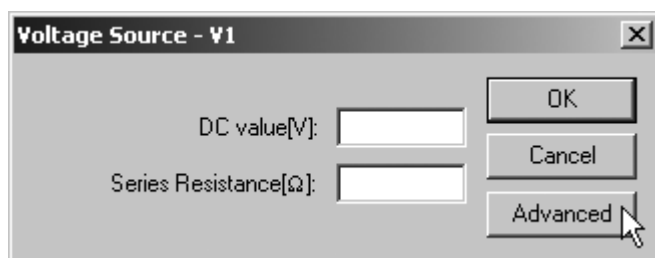 Voltage Source - V1
DC value[V]:
OK
Series Resistance[Ω]:
Cancel
Advanced